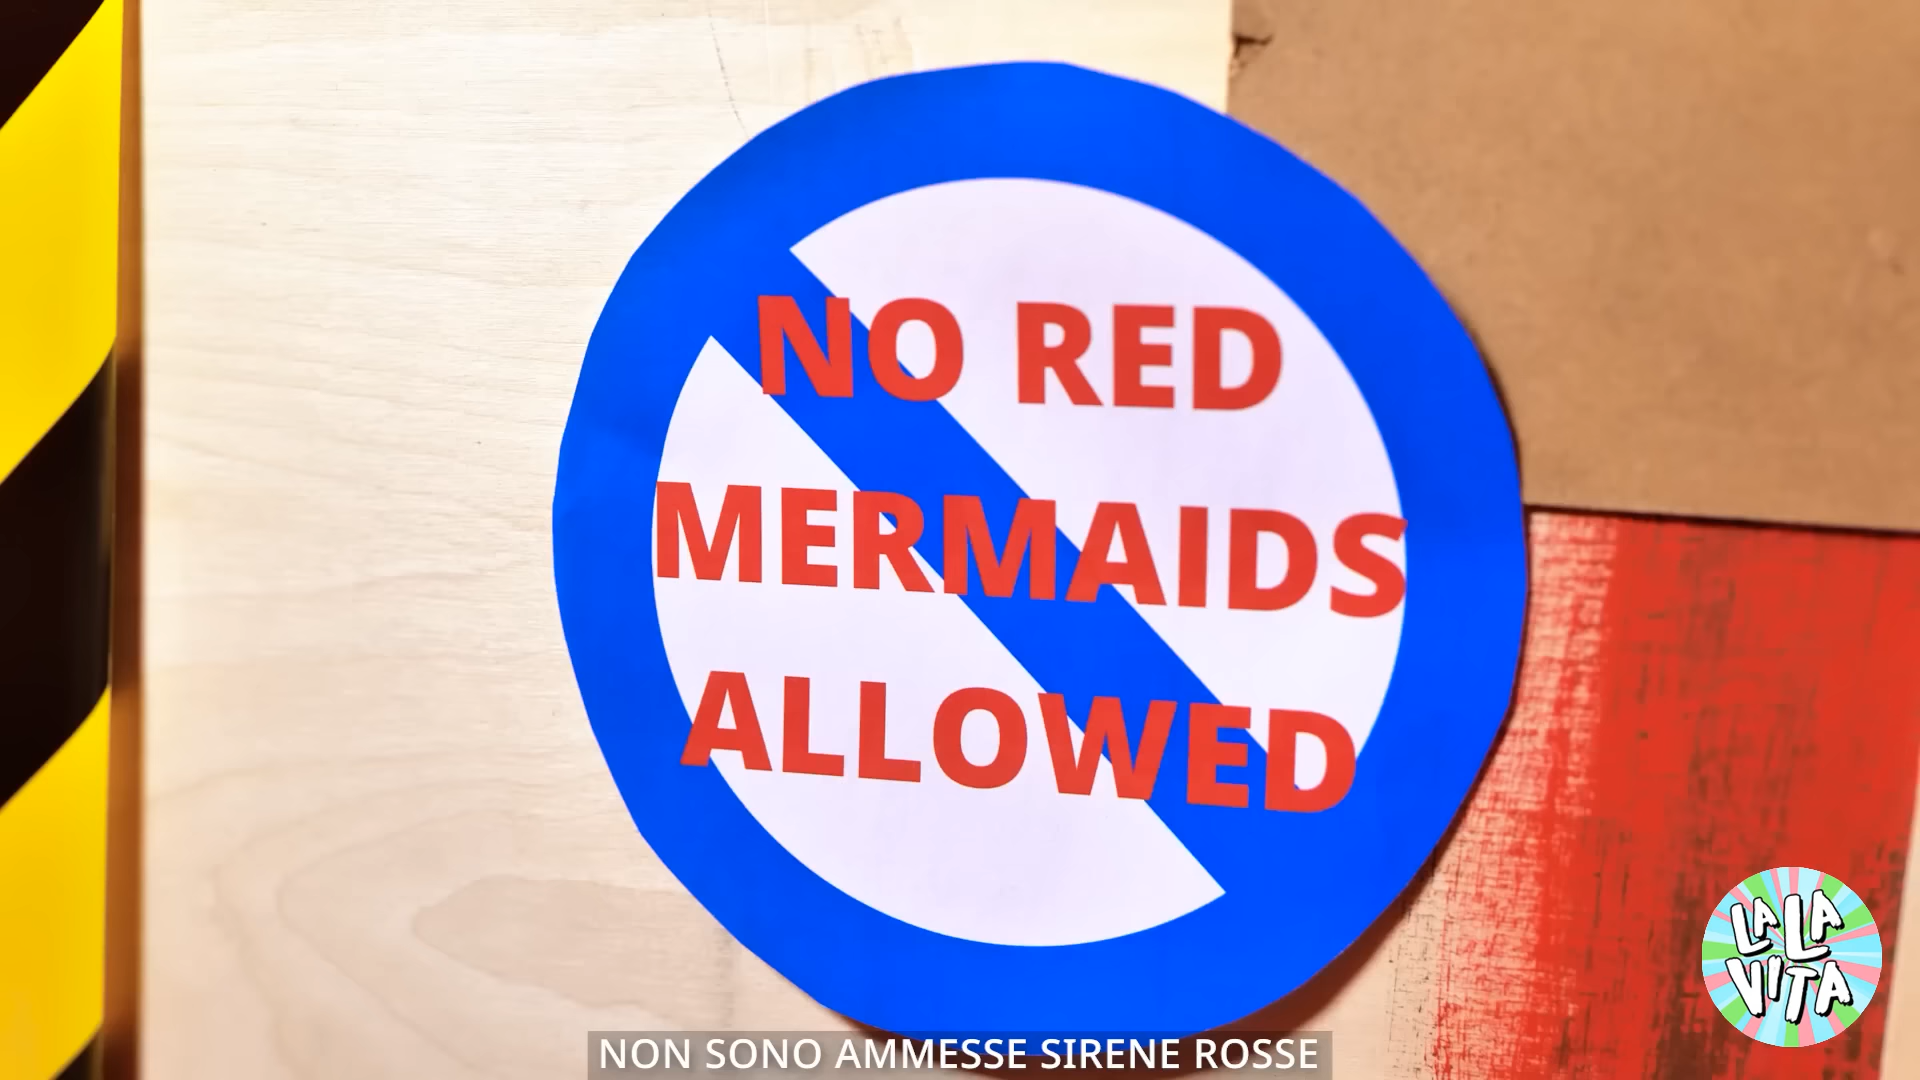 NO RED
MERMAIDS
ALLOWED
LA LA
VITA
NON SONO AMMESSE SIRENE ROSSE